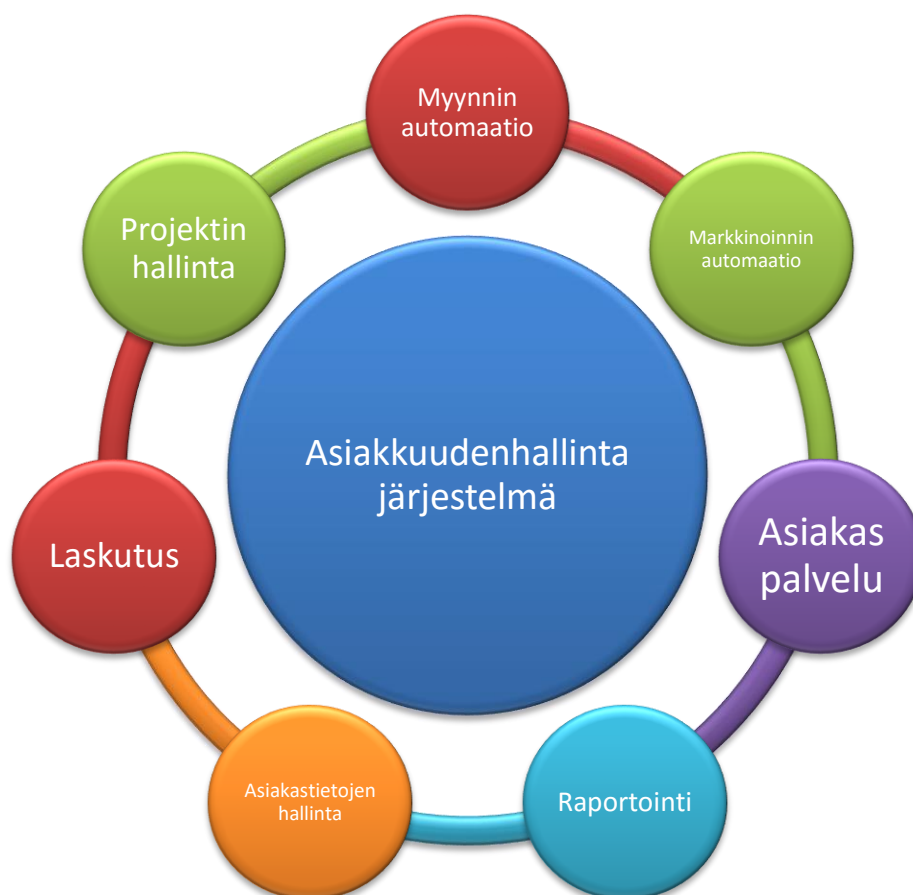 Myynnin
automaatio
Markkinoinnin
automaatio
Asiakas
palvelu
Raportointi
Asiakastietojen
hallinta
Laskutus
Projektin
hallinta
Asiakkuudenhallinta
järjestelmä